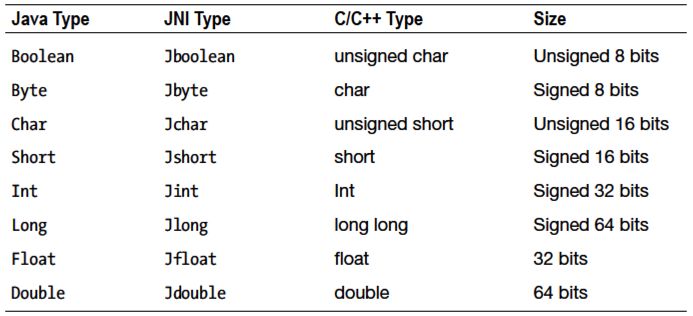 Java Type JNI Type C/C++ Type Size
Boolean Jboolean unsigned char Unsigned 8 bits
Byte Jbyte char Signed 8 bits
Char Jchar unsigned short Unsigned 16 bits
Short Jshort short Signed 16 bits
Int Jint Int Signed 32 bits
Long Jlong long long Signed 64 bits
Float Jfloat float 32 bits
Double Jdouble double 64 bits